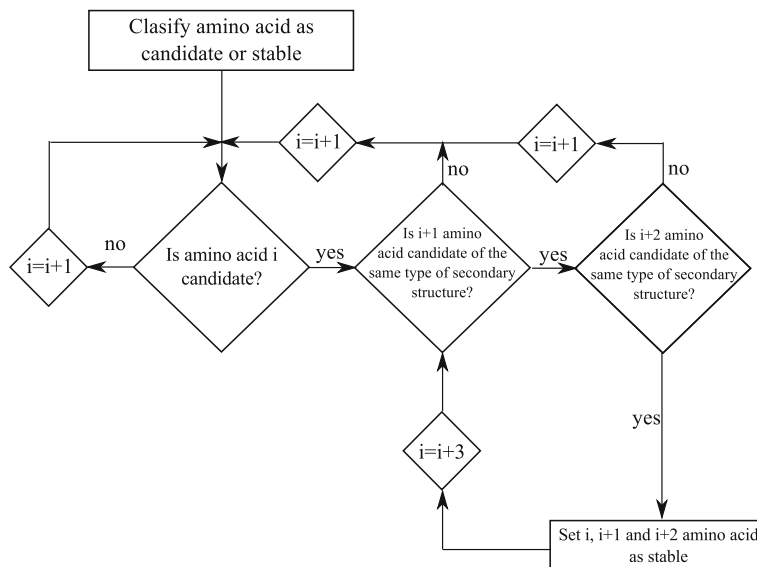 Clasify amino acid as
candidate or stable
i=i+1
i=i+1
no
no
Is amino acid i
candidate?
no
i=i+1
yes
Is i+1 amino
acid candidate of the
same type of secondary
structure?
yes
Is i+2 amino
acid candidate of the
same type of secondary
structure?
yes
i=i+3
Set i, i+1 and i+2 amino acid
as stable